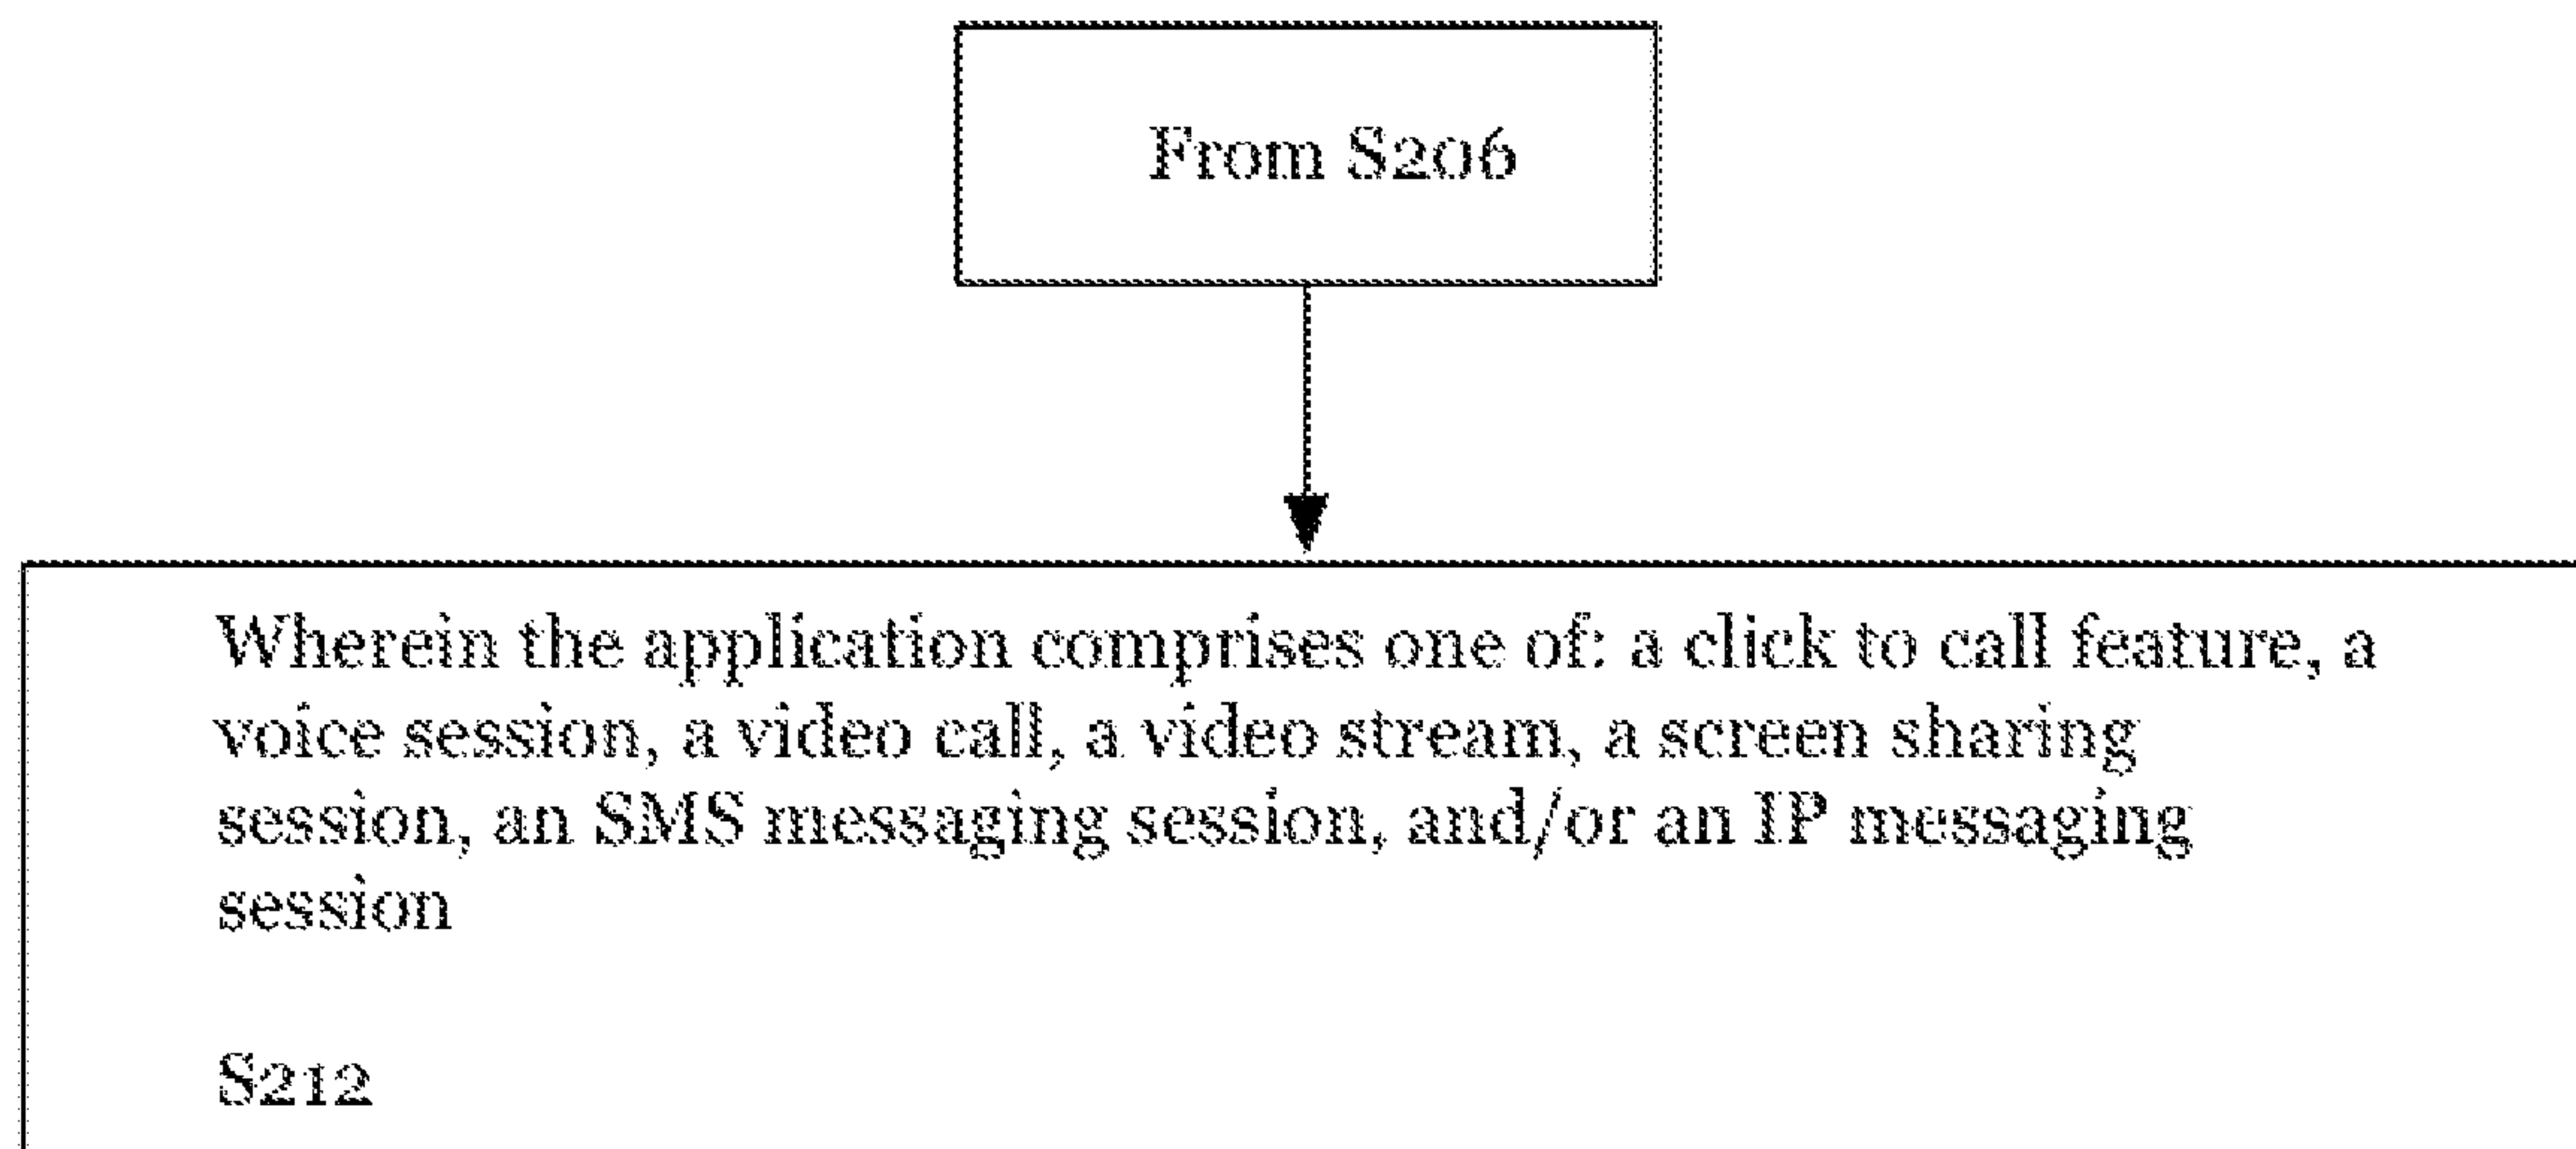 From S206
Wherein the application comprises one of: a click to call feature, a
voice session, a video call, a video stream, a screen sharing
session, an SMS messaging session, and/or an IP messaging
session
S212